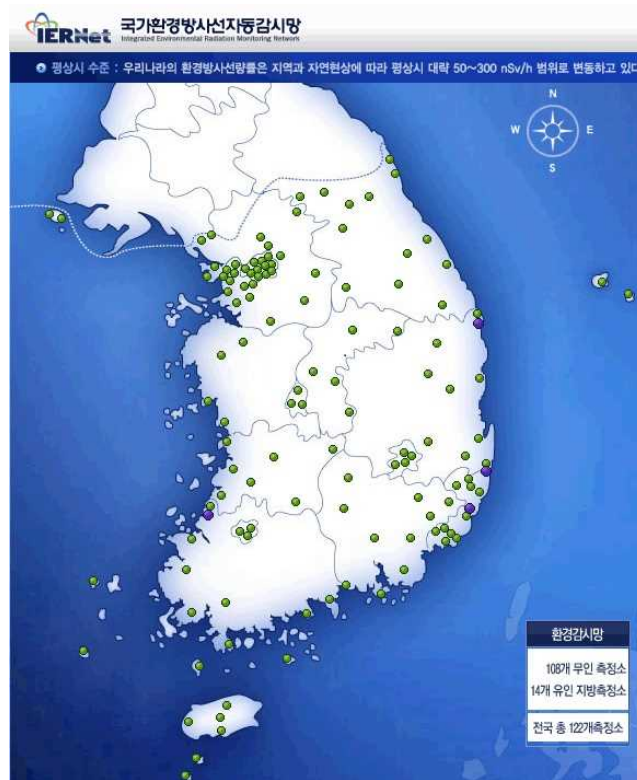 IERNet 국가환경방사선자동감시망
Integrated Environmental Radiation Monitoring Network
평상시 수준 : 우리나라의 환경방사선량률은 지역과 자연현상에 따라 평상시 대략 50~300 nSv/h 범위로 변동하고 있다
N
W E
S
환경감시망
108개 무인 측정소
14개 유인 지방측정소
전국 총 122개측정소